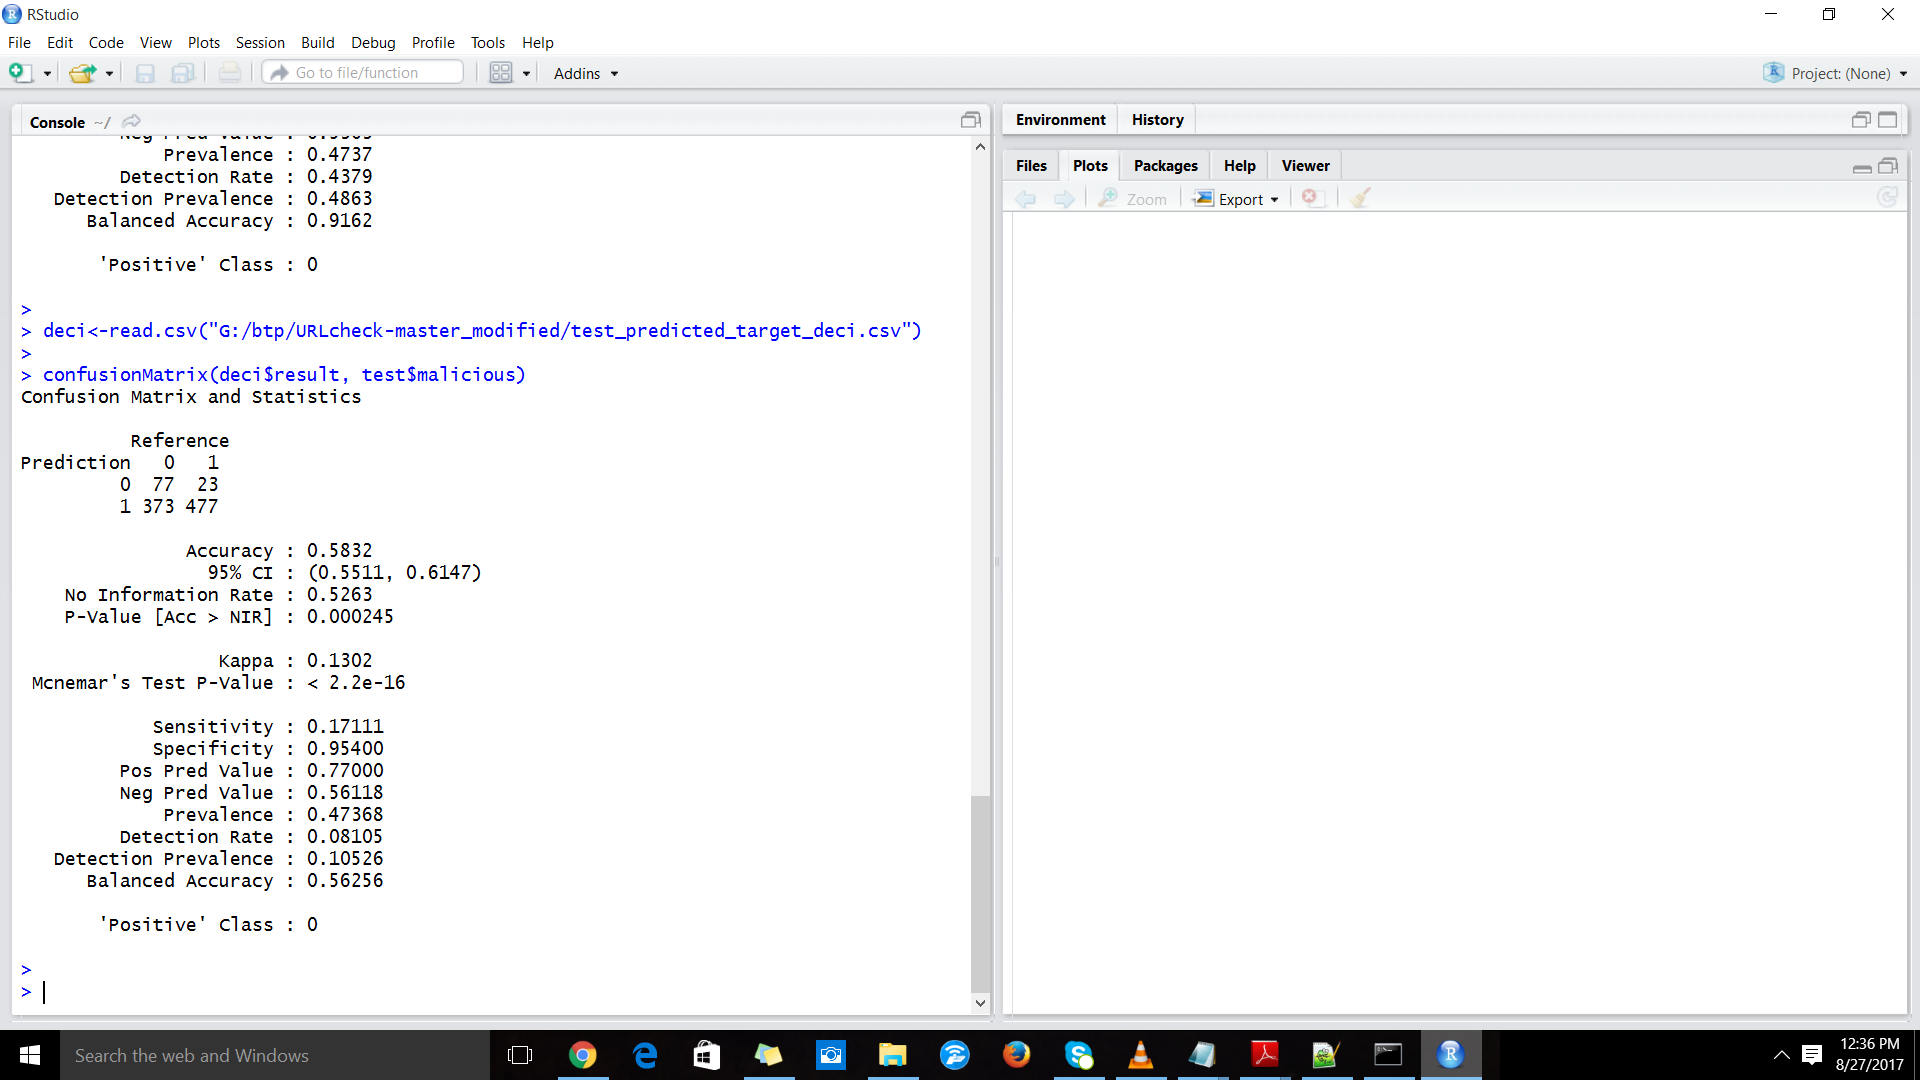 RStudio
File Edit Code View Plots Session Build Debug Profile Tools Help
Go to file/function Addins Project: (None)
Console ~/
Environment History
Files Plots Packages Help Viewer
Zoom Export
Prevalence : 0.4737
Detection Rate : 0.4379
Detection Prevalence : 0.4863
Balanced Accuracy : 0.9162
'Positive' Class : 0
>
> deci<-read.csv("G:/btp/URLcheck-master_modified/test_predicted_target_deci.csv")
>
> confusionMatrix(deci$result, test$malicious)
Confusion Matrix and Statistics
Reference
Prediction 0 1
0 77 23
1 373 477
Accuracy : 0.5832
95% CI : (0.5511, 0.6147)
No Information Rate : 0.5263
P-Value [Acc > NIR] : 0.000245
Kappa : 0.1302
Mcnemar's Test P-Value : < 2.2e-16
Sensitivity : 0.17111
Specificity : 0.95400
Pos Pred Value : 0.77000
Neg Pred Value : 0.56118
Prevalence : 0.47368
Detection Rate : 0.08105
Detection Prevalence : 0.10526
Balanced Accuracy : 0.56256
'Positive' Class : 0
>
>
Search the web and Windows
12:36 PM
8/27/2017